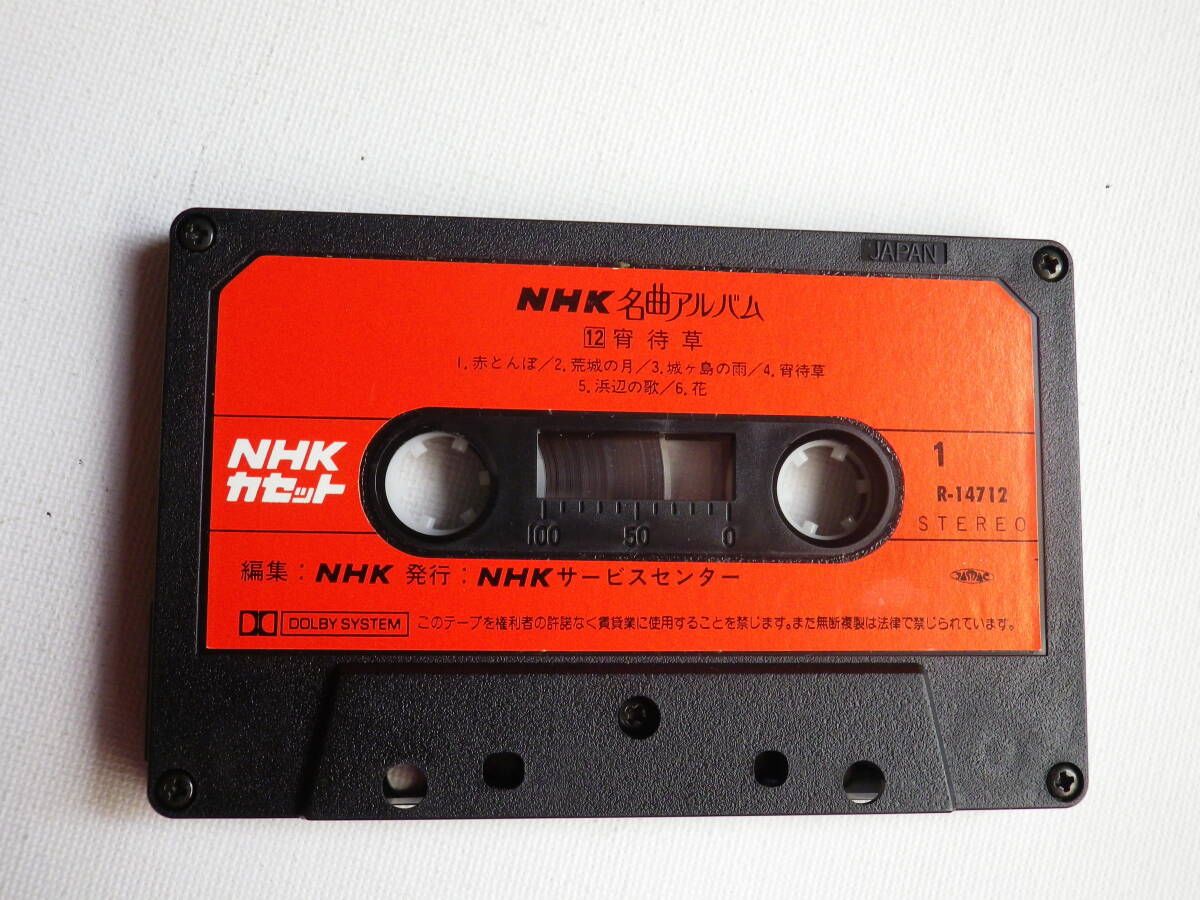 JAPAN
NHK 名曲アルバム
12 宵待草
1. 赤とんぼ/2. 荒城の月/3. 城ヶ島の雨/4. 宵待草
5. 浜辺の歌/6. 花
NHK
カセット
1
R-14712
STEREO
100 50 0
編集:NHK 発行:NHKサービスセンター
JASRAC
DOLBY SYSTEM このテープを権利者の許諾なく賃貸業に使用することを禁じます。また無断複製は法律で禁じられています。